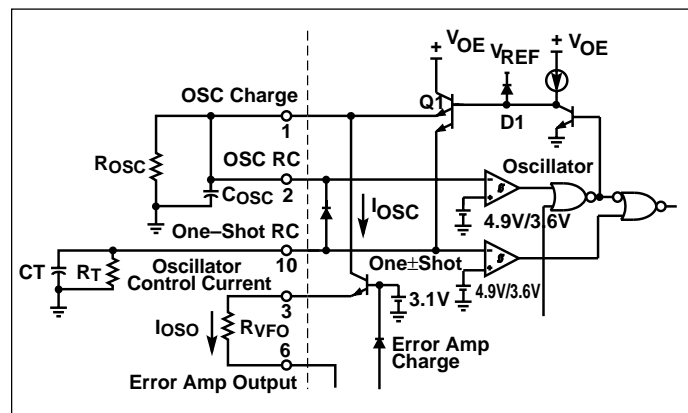 VOE
VREF
VOE
Q1
D1
OSC Charge
1
ROSC
OSC RC
2
COSC
Oscillator
4.9V/3.6V
IOSC
One–Shot RC
10
One±Shot
4.9V/3.6V
CT
RT
Oscillator
Control Current
3
3.1V
IOSO
RVFO
6
Error Amp
Charge
Error Amp Output